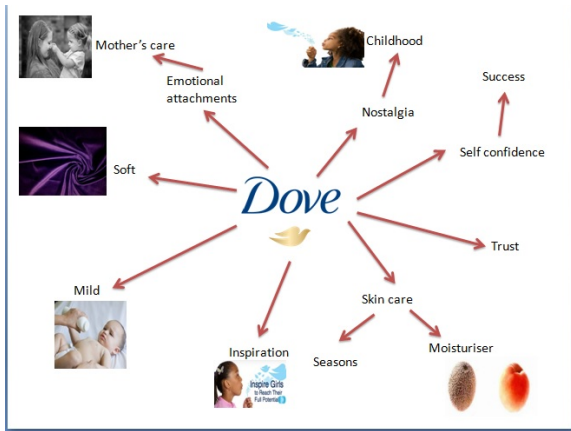 Mother's care
Childhood
Emotional
attachments
Success
Nostalgia
Self confidence
Soft
Dove
Trust
Mild
Skin care
Inspiration
Seasons
Moisturiser
Inspire Girls
to Reach Their
Full Potential